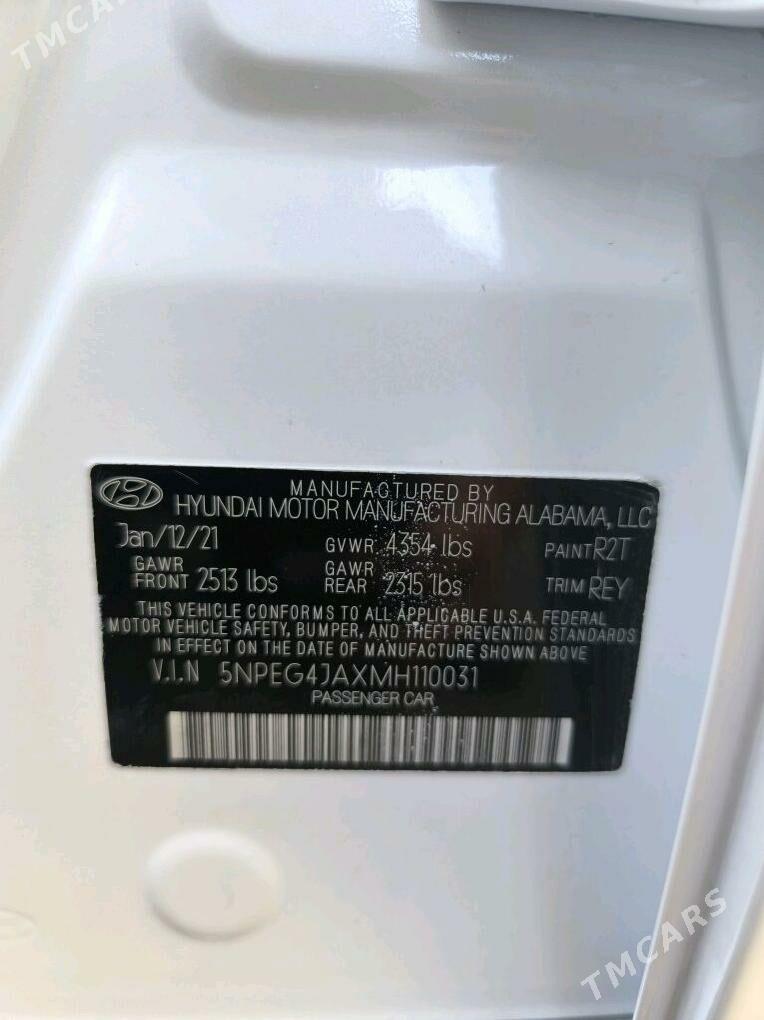 TMCARS
MANUFACTURED BY
HYUNDAI MOTOR MANUFACTURING ALABAMA, LLC
Jan/12/21 GVWR 4354 lbs PAINT R2T
GAWR FRONT 2513 lbs GAWR REAR 2315 lbs TRIM REY
THIS VEHICLE CONFORMS TO ALL APPLICABLE U.S.A. FEDERAL
MOTOR VEHICLE SAFETY, BUMPER, AND THEFT PREVENTION STANDARDS
IN EFFECT ON THE DATE OF MANUFACTURE SHOWN ABOVE
V.I.N 5NPEG4JAXMH110031
PASSENGER CAR
TMCARS